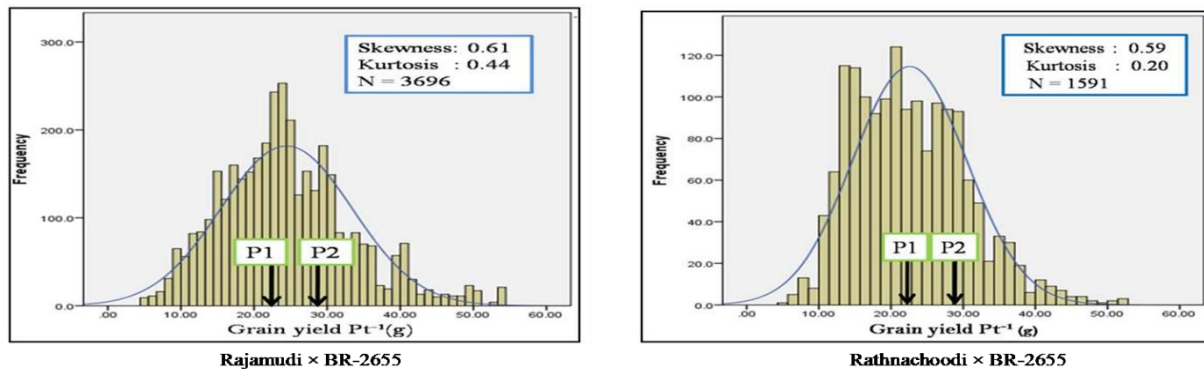 Skewness: 0.61
Kurtosis : 0.44
N = 3696
300.0
200.0
100.0
0.0
Frequency
P1
P2
.00 10.00 20.00 30.00 40.00 50.00 60.00
Grain yield Pt⁻¹(g)
Rajamudi × BR-2655
Skewness : 0.59
Kurtosis : 0.20
N = 1591
120.0
100.0
80.0
60.0
40.0
20.0
0.0
Frequency
P1
P2
.00 10.00 20.00 30.00 40.00 50.00 60.00
Grain yield Pt⁻¹ (g)
Rathnachoodi × BR-2655